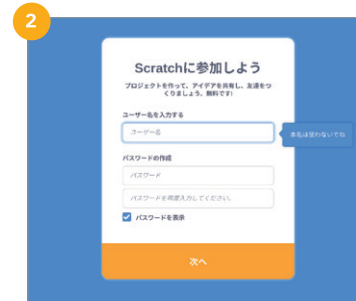 2
Scratchに参加しよう
プロジェクトを作って、アイデアを共有し、友達をつ
くりましょう。無料です!
ユーザー名を入力する
ユーザー名
本名は使わないでね
パスワードの作成
パスワード
パスワードを再度入力してください。
パスワードを表示
次へ